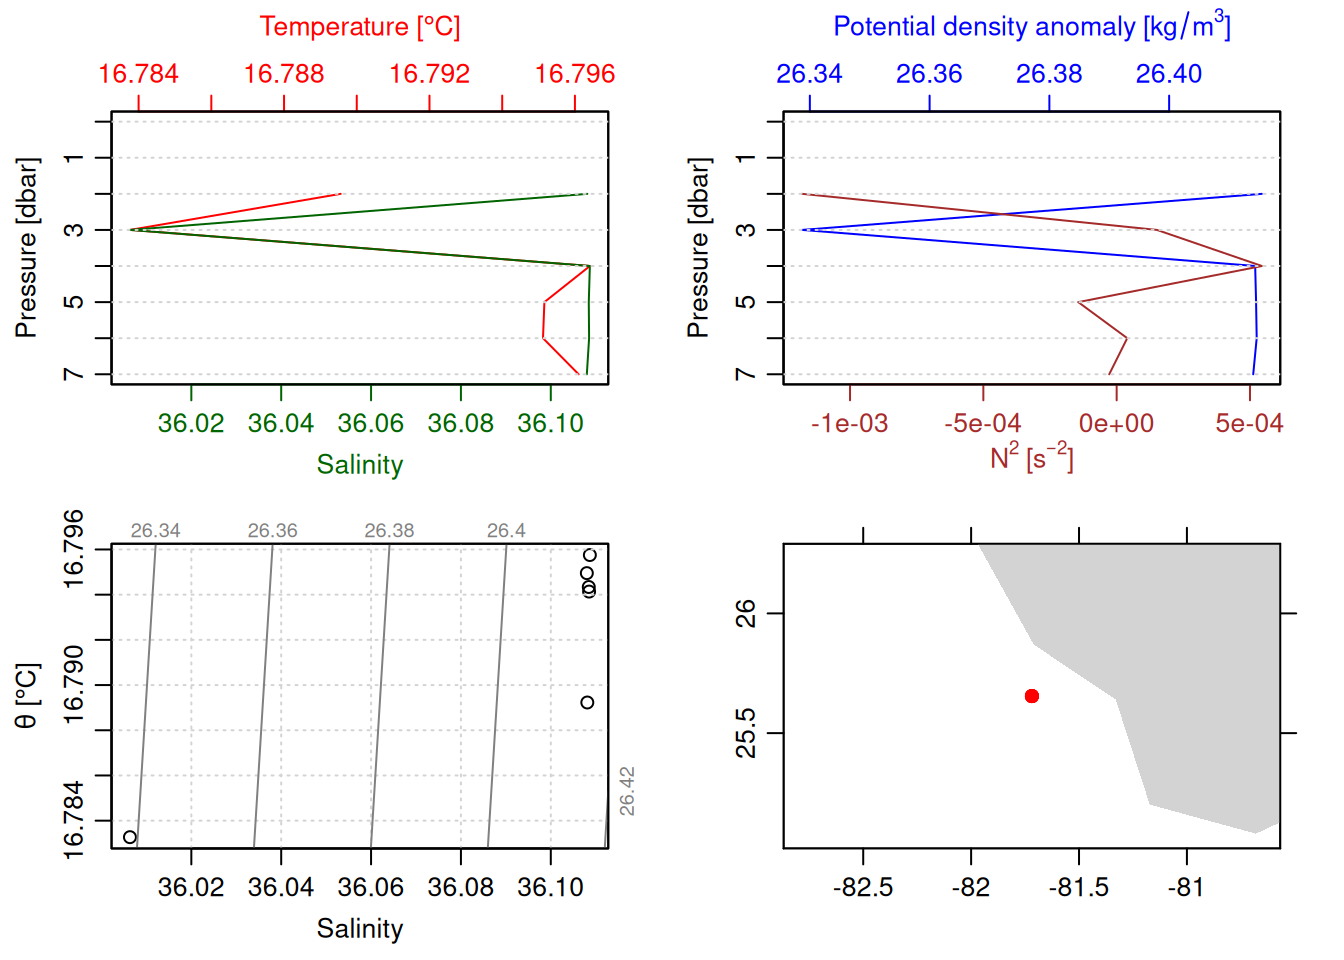 Temperature [°C]
16.784 16.788 16.792 16.796
Pressure [dbar]
1
3
5
7
36.02 36.04 36.06 36.08 36.10
Salinity
Potential density anomaly [kg/m³]
26.34 26.36 26.38 26.40
Pressure [dbar]
1
3
5
7
-1e-03 -5e-04 0e+00 5e-04
N² [s⁻²]
26.34 26.36 26.38 26.4
26.42
θ [°C]
16.796
16.790
16.784
36.02 36.04 36.06 36.08 36.10
Salinity
26
25.5
-82.5 -82 -81.5 -81